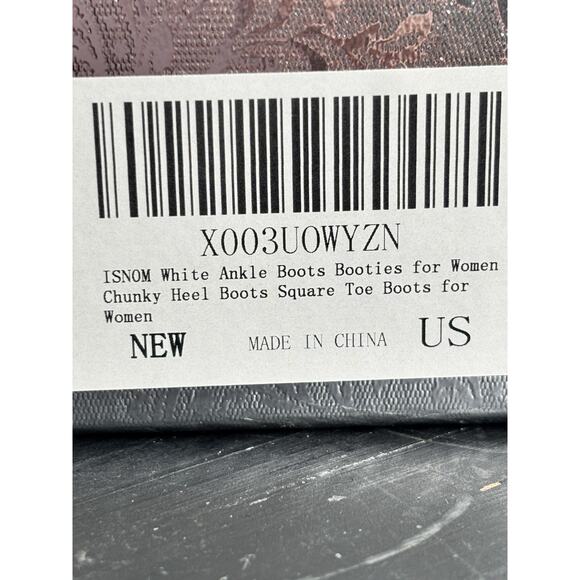 X003UOWYZN
ISNOM White Ankle Boots Booties for Women
Chunky Heel Boots Square Toe Boots for
Women
NEW MADE IN CHINA US